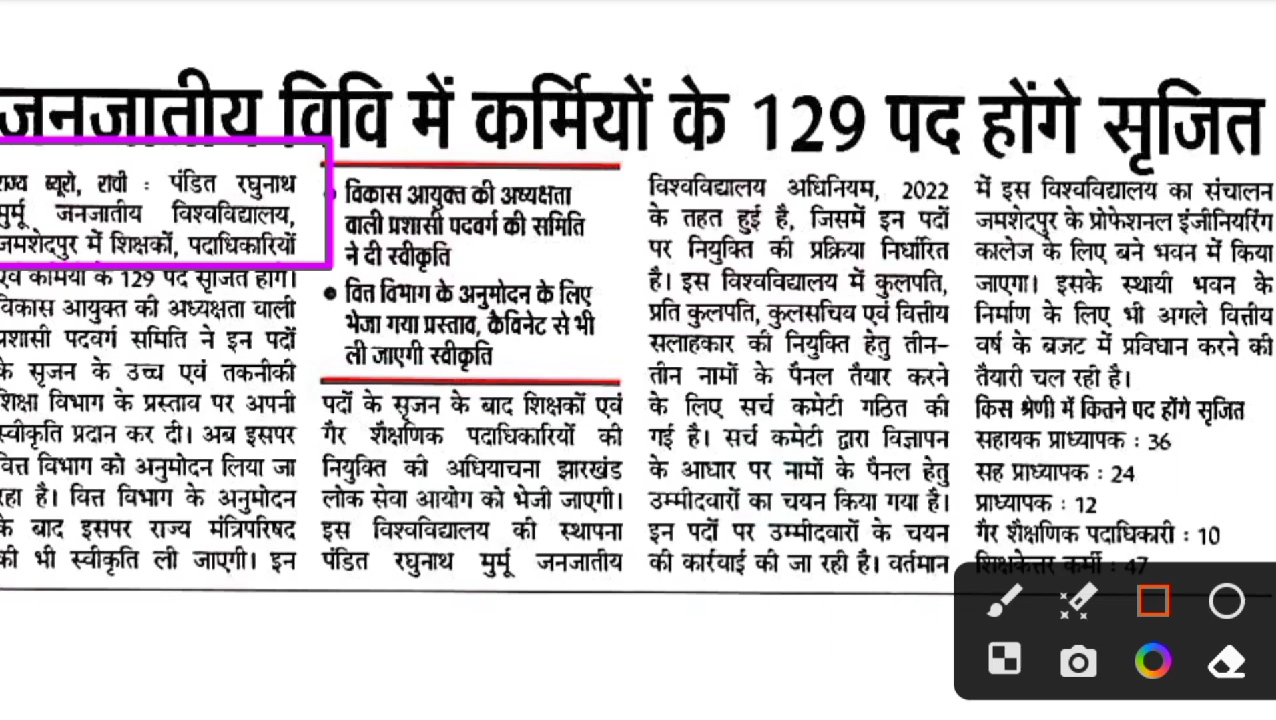 जनजातीय विवि में कर्मियों के 129 पद होंगे सृजित
राज्य ब्यूरो, रांची : पंडित रघुनाथ
मुर्मू जनजातीय विश्वविद्यालय,
जमशेदपुर में शिक्षकों, पदाधिकारियों
एवं कर्मियों के 129 पद सृजित होंगे।
विकास आयुक्त की अध्यक्षता वाली
प्रशासी पदवर्ग समिति ने इन पदों
के सृजन के उच्च एवं तकनीकी
शिक्षा विभाग के प्रस्ताव पर अपनी
स्वीकृति प्रदान कर दी। अब इसपर
वित्त विभाग को अनुमोदन लिया जा
रहा है। वित्त विभाग के अनुमोदन
के बाद इसपर राज्य मंत्रिपरिषद
की भी स्वीकृति ली जाएगी। इन
● विकास आयुक्त की अध्यक्षता
वाली प्रशासी पदवर्ग की समिति
ने दी स्वीकृति
● वित्त विभाग के अनुमोदन के लिए
भेजा गया प्रस्ताव, कैबिनेट से भी
ली जाएगी स्वीकृति
पदों के सृजन के बाद शिक्षकों एवं
गैर शैक्षणिक पदाधिकारियों की
नियुक्ति की अधियाचना झारखंड
लोक सेवा आयोग को भेजी जाएगी।
इस विश्वविद्यालय की स्थापना
पंडित रघुनाथ मुर्मू जनजातीय
विश्वविद्यालय अधिनियम, 2022
के तहत हुई है, जिसमें इन पदों
पर नियुक्ति की प्रक्रिया निर्धारित
है। इस विश्वविद्यालय में कुलपति,
प्रति कुलपति, कुलसचिव एवं वित्तीय
सलाहकार की नियुक्ति हेतु तीन-
तीन नामों के पैनल तैयार करने
के लिए सर्च कमेटी गठित की
गई है। सर्च कमेटी द्वारा विज्ञापन
के आधार पर नामों के पैनल हेतु
उम्मीदवारों का चयन किया गया है।
इन पदों पर उम्मीदवारों के चयन
की कार्रवाई की जा रही है। वर्तमान
में इस विश्वविद्यालय का संचालन
जमशेदपुर के प्रोफेशनल इंजीनियरिंग
कालेज के लिए बने भवन में किया
जाएगा। इसके स्थायी भवन के
निर्माण के लिए भी अगले वित्तीय
वर्ष के बजट में प्रविधान करने की
तैयारी चल रही है।
किस श्रेणी में कितने पद होंगे सृजित
सहायक प्राध्यापक : 36
सह प्राध्यापक : 24
प्राध्यापक : 12
गैर शैक्षणिक पदाधिकारी : 10
शिक्षकेत्तर कर्मी : 47